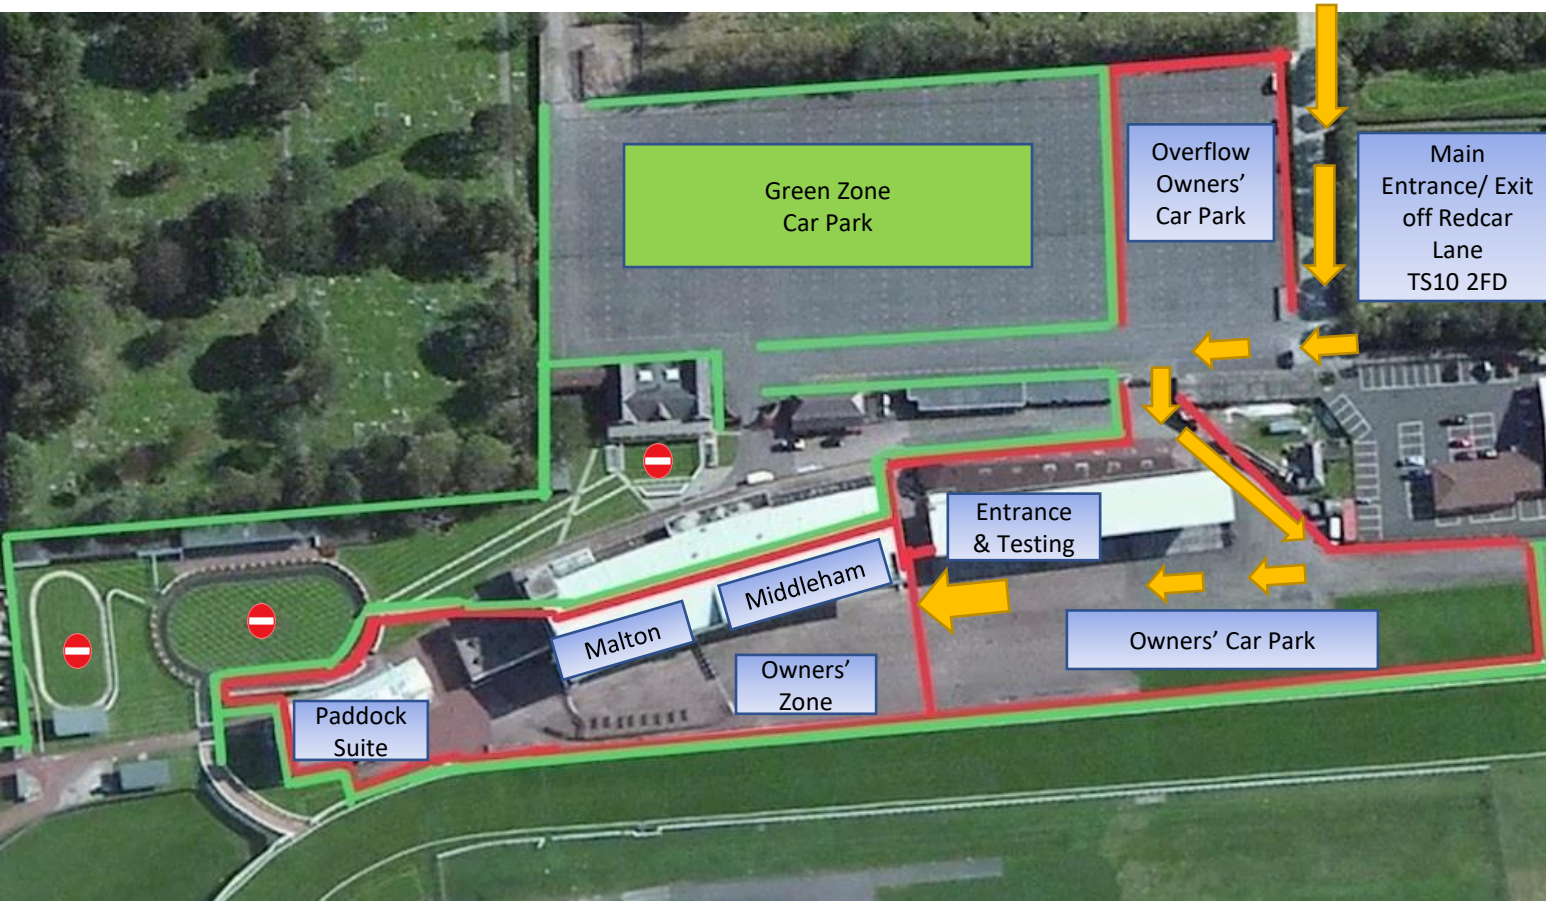 Green Zone
Car Park
Overflow
Owners’
Car Park
Main
Entrance/ Exit
off Redcar
Lane
TS10 2FD
Entrance
& Testing
Middleham
Malton
Owners’ Car Park
Owners’
Zone
Paddock
Suite